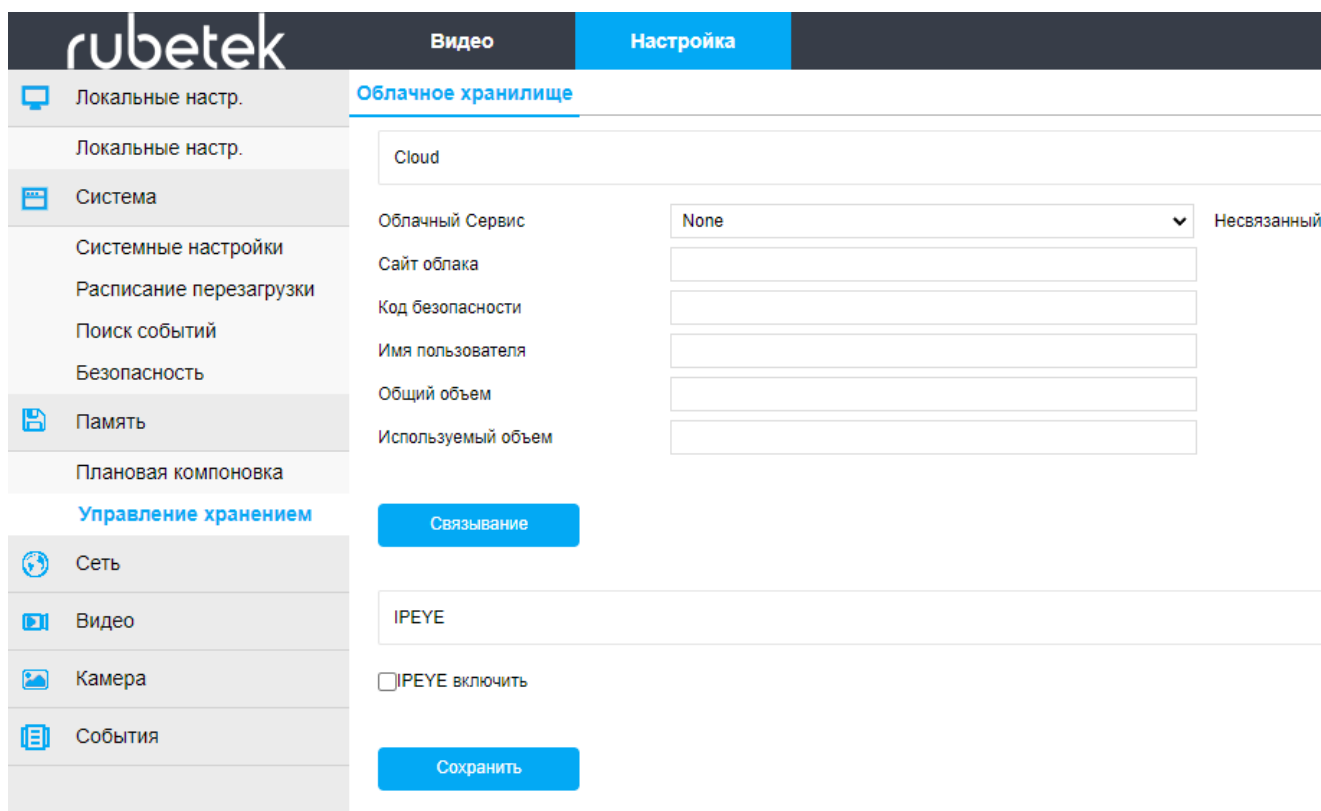 rubetek
Видео
Настройка
Локальные настр.
Локальные настр.
Система
Системные настройки
Расписание перезагрузки
Поиск событий
Безопасность
Память
Плановая компоновка
Управление хранением
Сеть
Видео
Камера
События
Облачное хранилище
Cloud
Облачный Сервис None Несвязанный
Сайт облака
Код безопасности
Имя пользователя
Общий объем
Используемый объем
Связывание
IPEYE
IPEYE включить
Сохранить